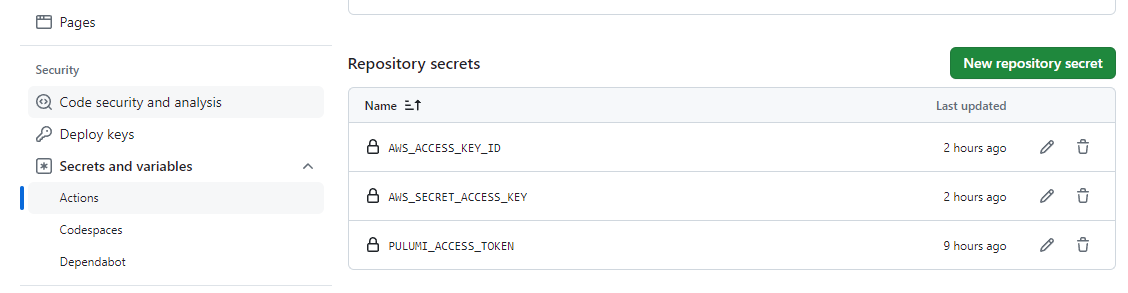 Pages
Security
Code security and analysis
Deploy keys
Secrets and variables
Actions
Codespaces
Dependabot
Repository secrets
New repository secret
Name Last updated
AWS_ACCESS_KEY_ID 2 hours ago
AWS_SECRET_ACCESS_KEY 2 hours ago
PULUMI_ACCESS_TOKEN 9 hours ago